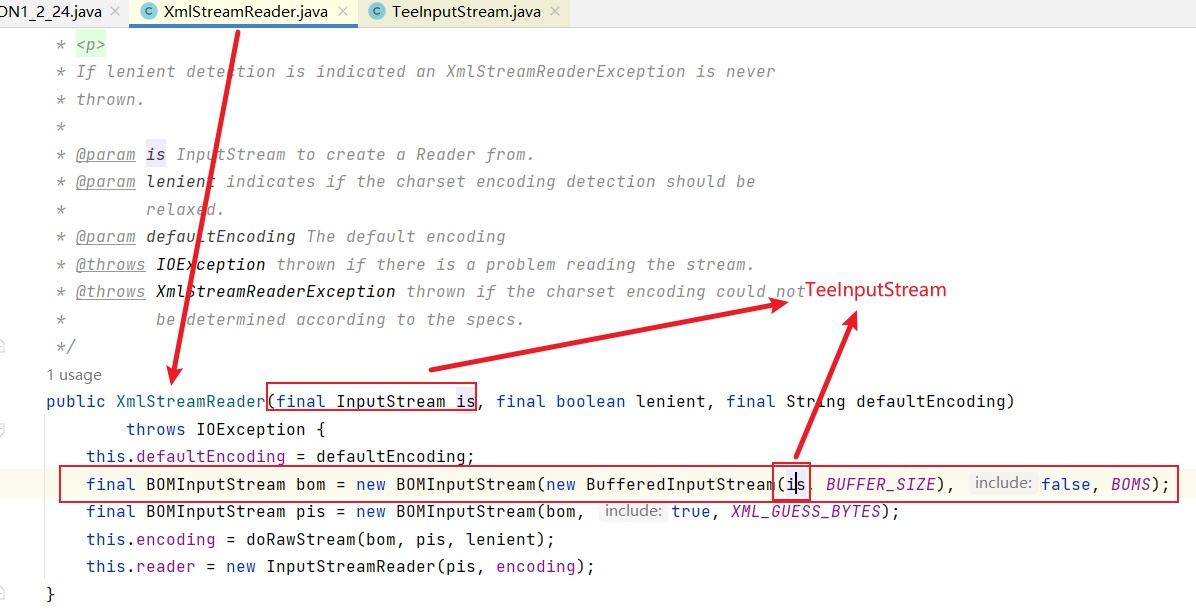 ON1_2_24.java × XmlStreamReader.java × TeeInputStream.java ×
* <p>
* If lenient detection is indicated an XmlStreamReaderException is never
* thrown.
*
* @param is InputStream to create a Reader from.
* @param lenient indicates if the charset encoding detection should be
* relaxed.
* @param defaultEncoding The default encoding
* @throws IOException thrown if there is a problem reading the stream.
* @throws XmlStreamReaderException thrown if the charset encoding could not
TeeInputStream
* be determined according to the specs.
*/
1 usage
public XmlStreamReader(final InputStream is, final boolean lenient, final String defaultEncoding)
throws IOException {
this.defaultEncoding = defaultEncoding;
final BOMInputStream bom = new BOMInputStream(new BufferedInputStream(is, BUFFER_SIZE), include: false, BOMS);
final BOMInputStream pis = new BOMInputStream(bom, include: true, XML_GUESS_BYTES);
this.encoding = doRawStream(bom, pis, lenient);
this.reader = new InputStreamReader(pis, encoding);
}